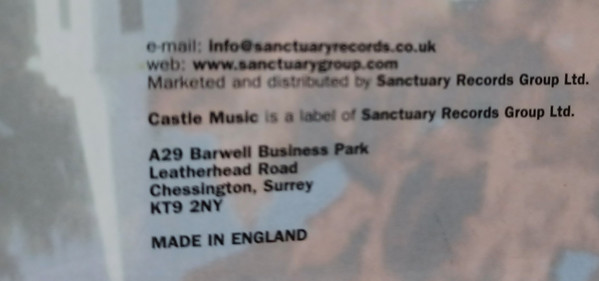 e-mail: info@sanctuaryrecords.co.uk
web: www.sanctuarygroup.com
Marketed and distributed by Sanctuary Records Group Ltd.
Castle Music is a label of Sanctuary Records Group Ltd.
A29 Barwell Business Park
Leatherhead Road
Chessington, Surrey
KT9 2NY
MADE IN ENGLAND